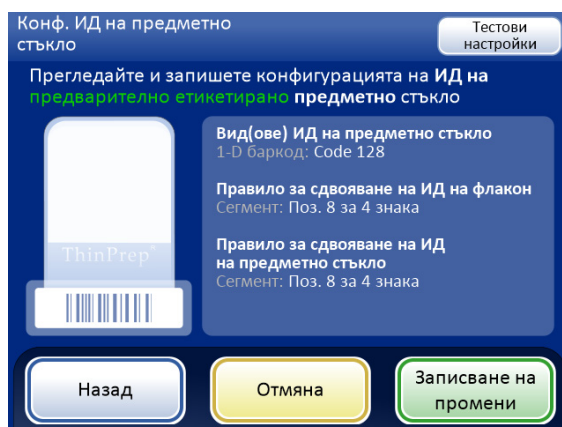 Конф. ИД на предметно
стъкло
Тестови
настройки
Прегледайте и запишете конфигурацията на ИД на
предварително етикетирано предметно стъкло
Вид(ове) ИД на предметно стъкло
1-D баркод: Code 128
Правило за сдвояване на ИД на флакон
Сегмент: Поз. 8 за 4 знака
Правило за сдвояване на ИД
на предметно стъкло
Сегмент: Поз. 8 за 4 знака
ThinPrep®
Назад
Отмяна
Записване на
промени